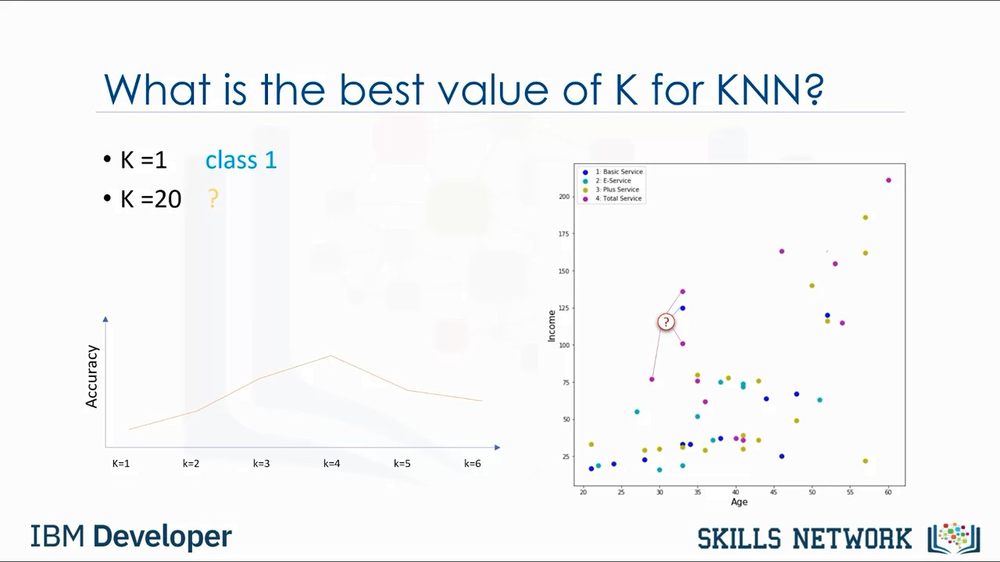 What is the best value of K for KNN?
• K =1 class 1
• K =20 ?
Accuracy
K=1 k=2 k=3 k=4 k=5 k=6
1: Basic Service
2: E-Service
3: Plus Service
4: Total Service
Income
200
175
150
125
100
75
50
25
?
20 25 30 35 40 45 50 55 60
Age
IBM Developer
SKILLS NETWORK